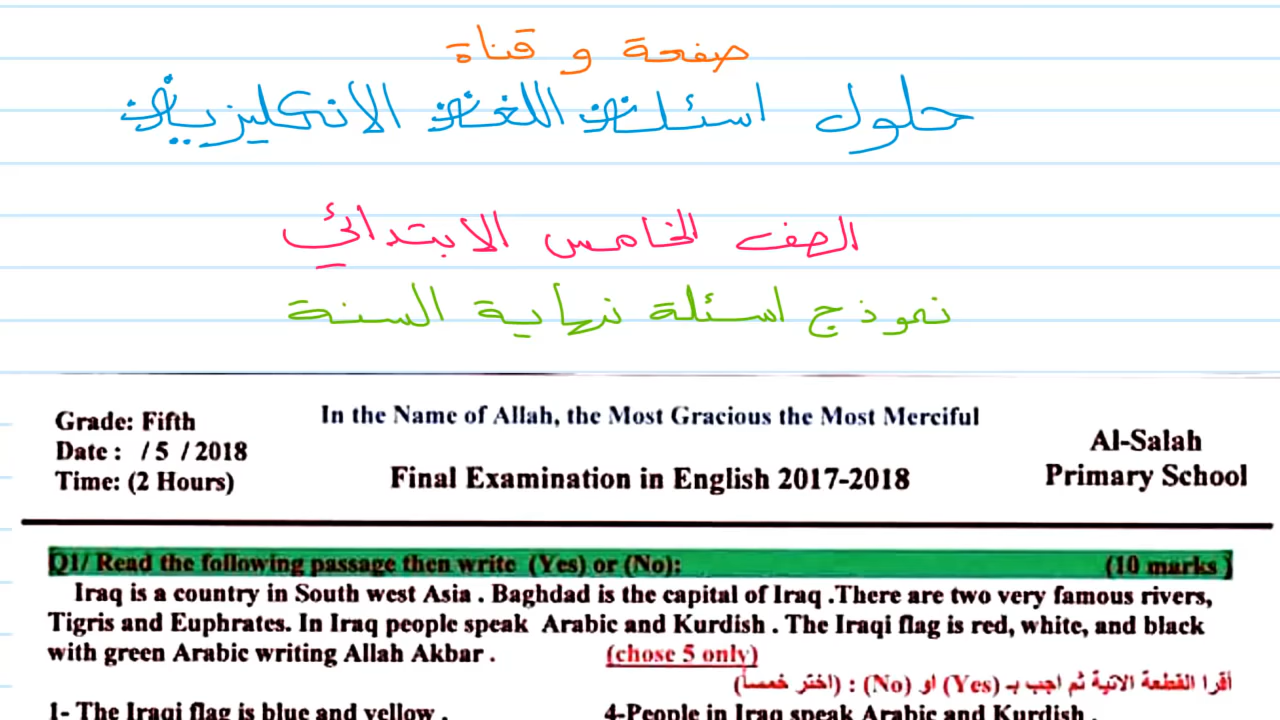 صفحة و قناة
حلول اسئلة اللغة الانكليزية
الصف الخامس الابتدائي
نموذج اسئلة نهاية السنة
Grade: Fifth
In the Name of Allah, the Most Gracious the Most Merciful
Al-Salah
Date : / 5 / 2018
Time: (2 Hours)
Final Examination in English 2017-2018
Primary School
Q1/ Read the following passage then write (Yes) or (No): (10 marks )
Iraq is a country in South west Asia . Baghdad is the capital of Iraq .There are two very famous rivers,
Tigris and Euphrates. In Iraq people speak Arabic and Kurdish . The Iraqi flag is red, white, and black
with green Arabic writing Allah Akbar . (chose 5 only)
أقرا القطعة الاتية ثم اجب بـ (Yes) او (No) : (اختر خمساً)
1- The Iraqi flag is blue and yellow . 4-People in Iraq speak Arabic and Kurdish .